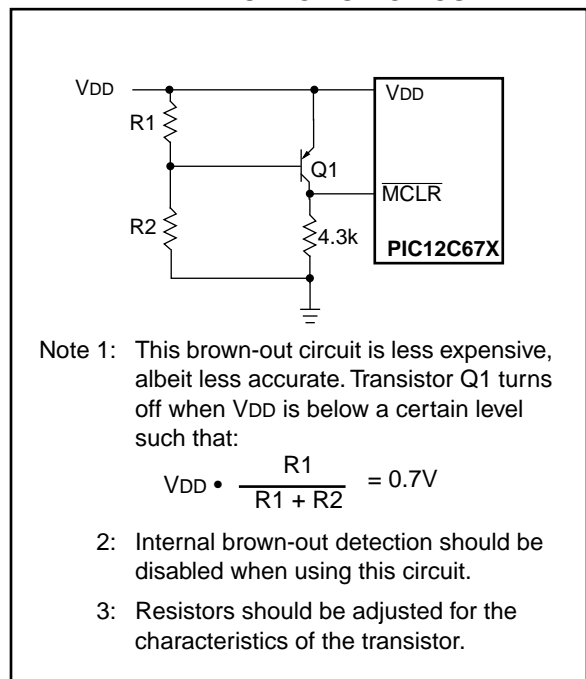 VDD
VDD
R1
Q1
MCLR
R2
4.3k
PIC12C67X
Note 1: This brown-out circuit is less expensive,
albeit less accurate. Transistor Q1 turns
off when VDD is below a certain level
such that:
VDD • R1 / R1 + R2 = 0.7V
2: Internal brown-out detection should be
disabled when using this circuit.
3: Resistors should be adjusted for the
characteristics of the transistor.